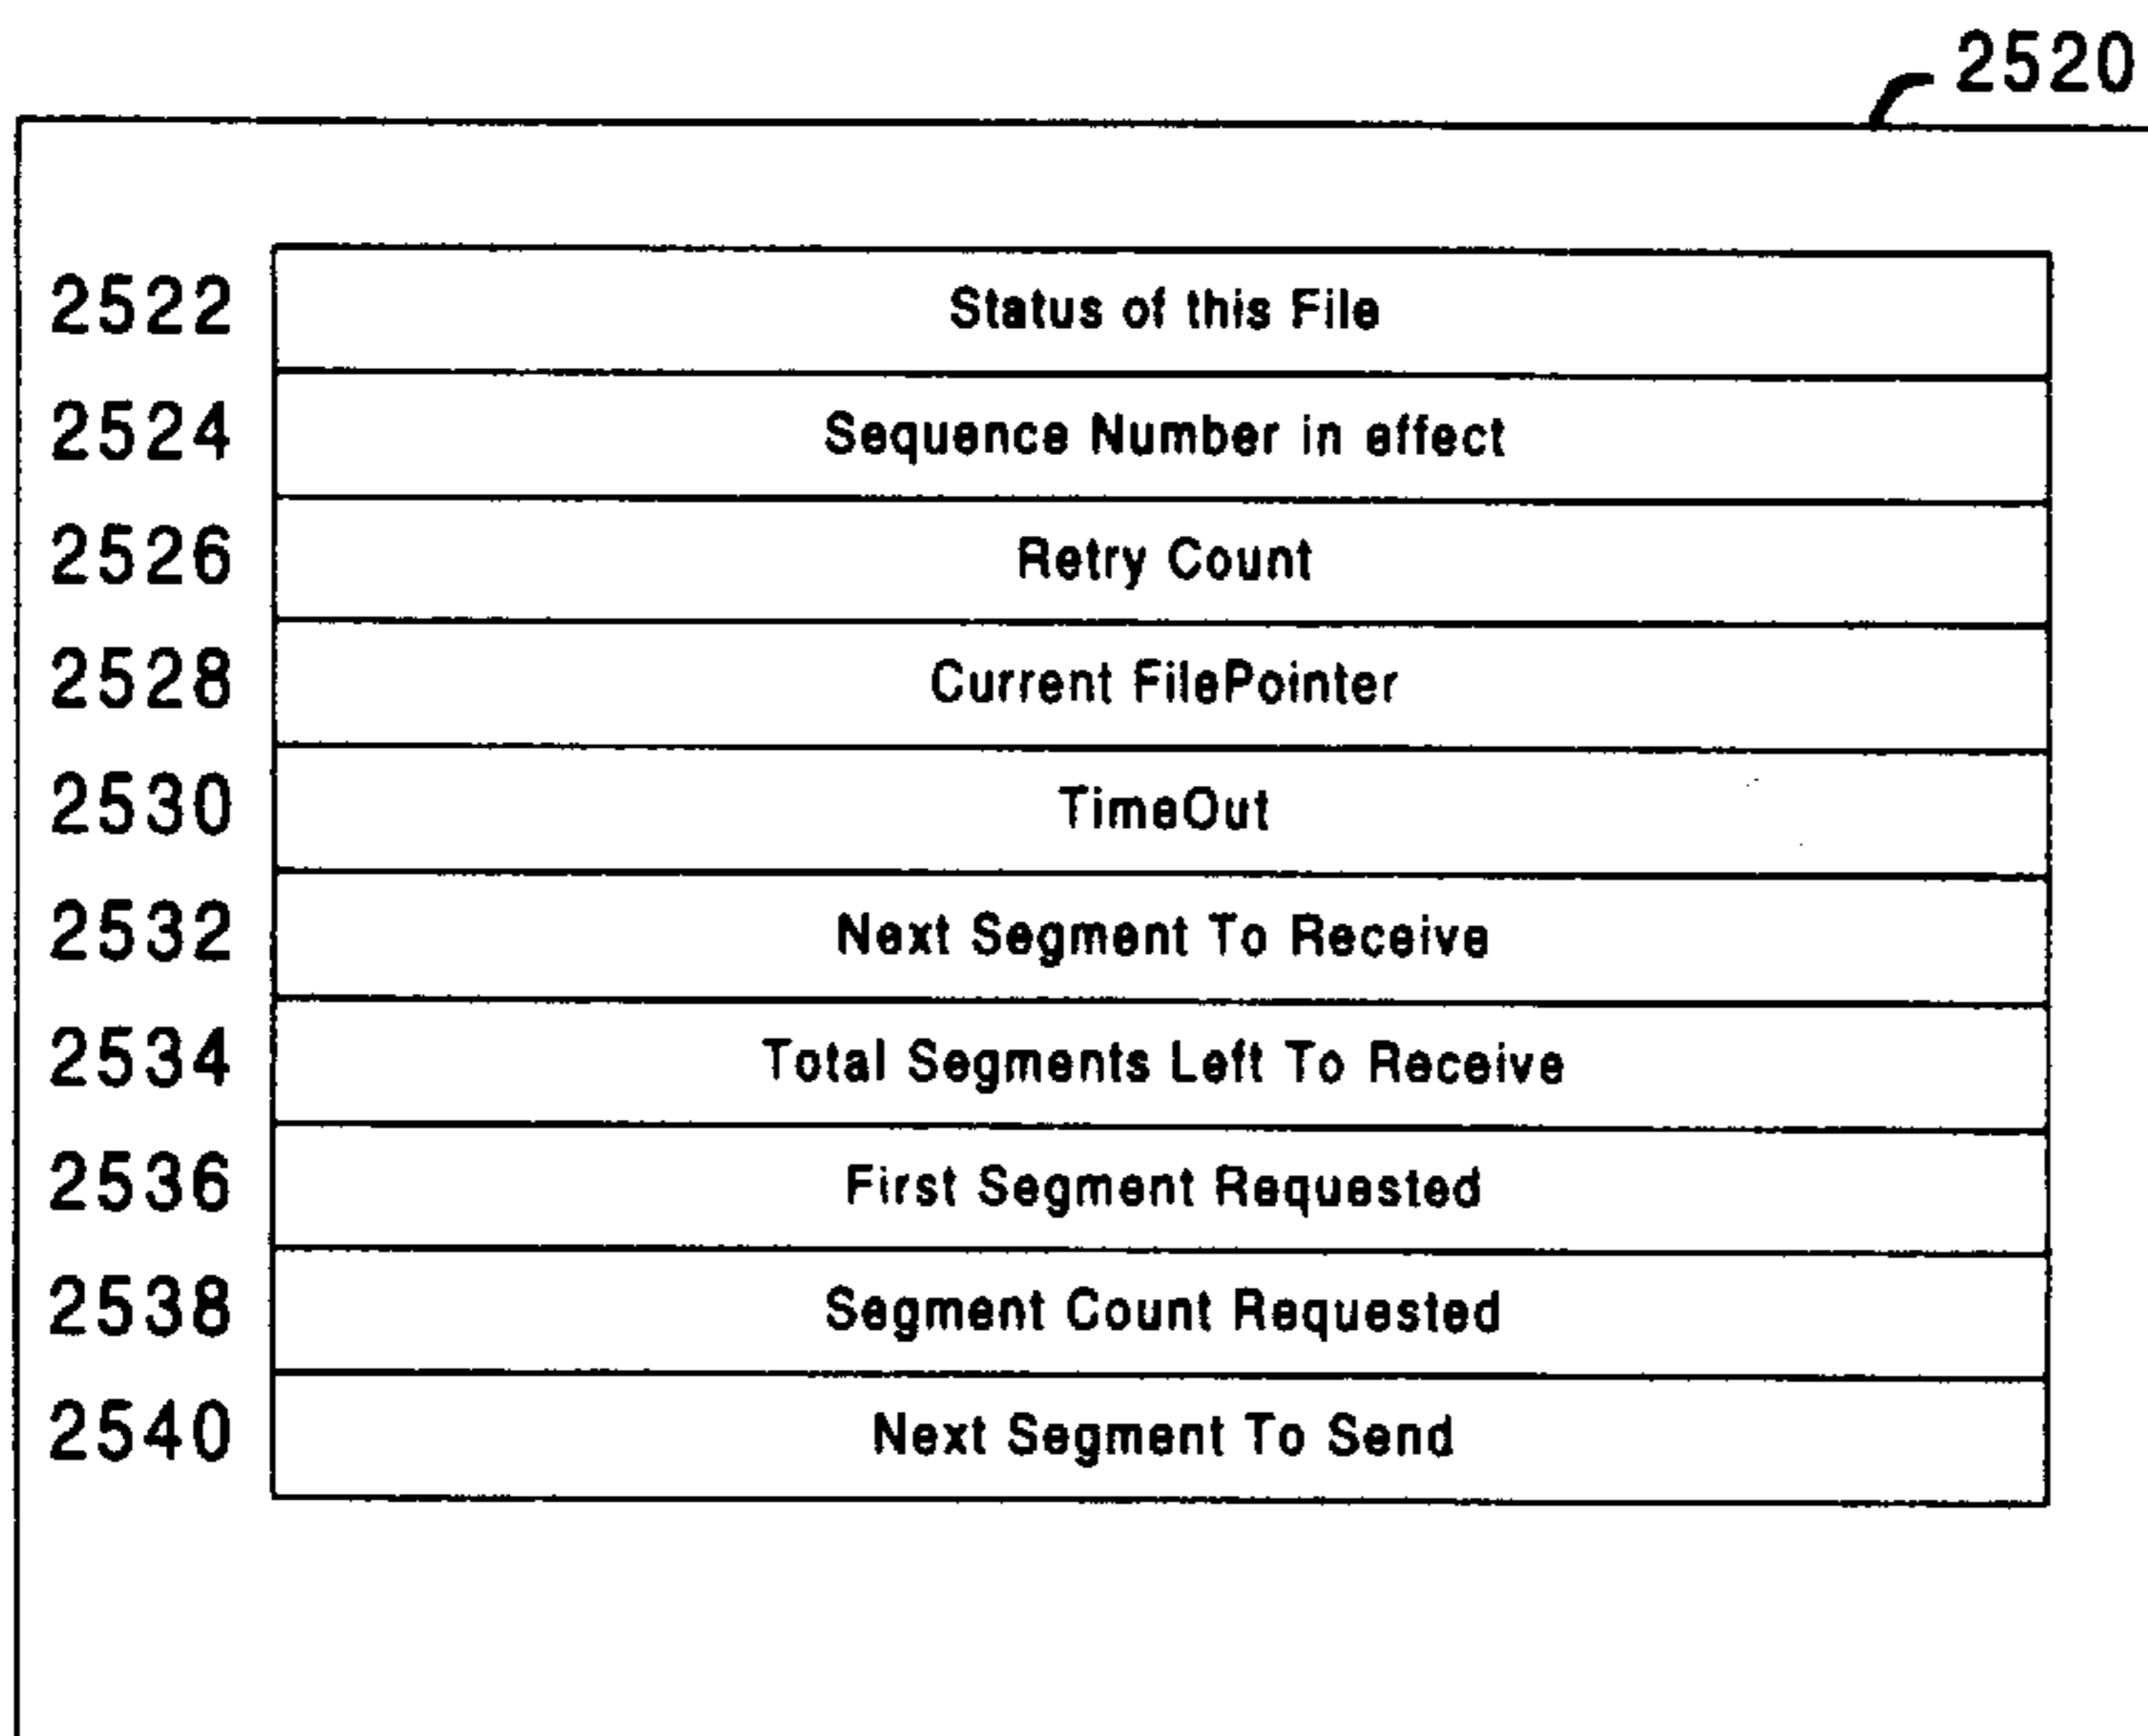 2520
2522 Status of this File
2524 Sequence Number in effect
2526 Retry Count
2528 Current FilePointer
2530 TimeOut
2532 Next Segment To Receive
2534 Total Segments Left To Receive
2536 First Segment Requested
2538 Segment Count Requested
2540 Next Segment To Send